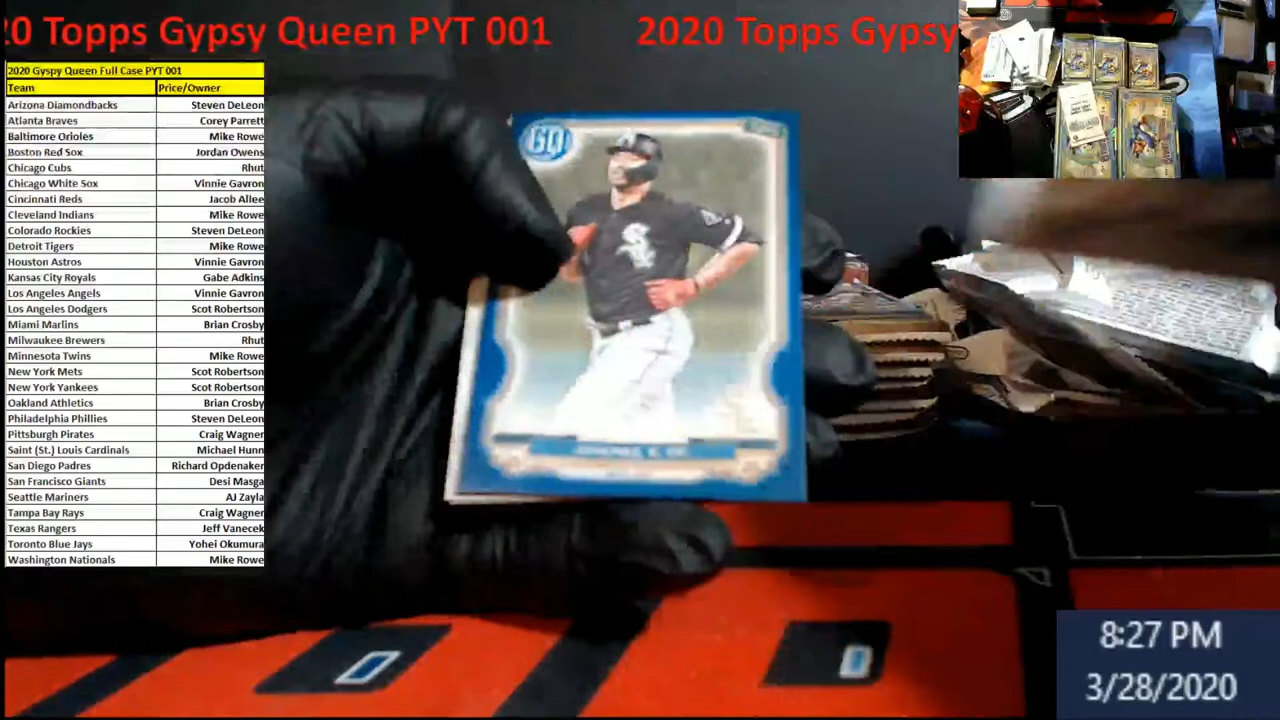 20 Topps Gypsy Queen PYT 001 2020 Topps Gypsy
2020 Gyspy Queen Full Case PYT 001
Team Price/Owner
Arizona Diamondbacks Steven DeLeon
Atlanta Braves Corey Parrett
Baltimore Orioles Mike Rowe
Boston Red Sox Jordan Owens
Chicago Cubs Rhut
Chicago White Sox Vinnie Gavron
Cincinnati Reds Jacob Allee
Cleveland Indians Mike Rowe
Colorado Rockies Steven DeLeon
Detroit Tigers Mike Rowe
Houston Astros Vinnie Gavron
Kansas City Royals Gabe Adkins
Los Angeles Angels Vinnie Gavron
Los Angeles Dodgers Scot Robertson
Miami Marlins Brian Crosby
Milwaukee Brewers Rhut
Minnesota Twins Mike Rowe
New York Mets Scot Robertson
New York Yankees Scot Robertson
Oakland Athletics Brian Crosby
Philadelphia Phillies Steven DeLeon
Pittsburgh Pirates Craig Wagner
Saint (St.) Louis Cardinals Michael Hunn
San Diego Padres Richard Opdenaker
San Francisco Giants Desi Masga
Seattle Mariners AJ Zayla
Tampa Bay Rays Craig Wagner
Texas Rangers Jeff Vanecek
Toronto Blue Jays Yohei Okumura
Washington Nationals Mike Rowe
GQ
Sox
8:27 PM
3/28/2020